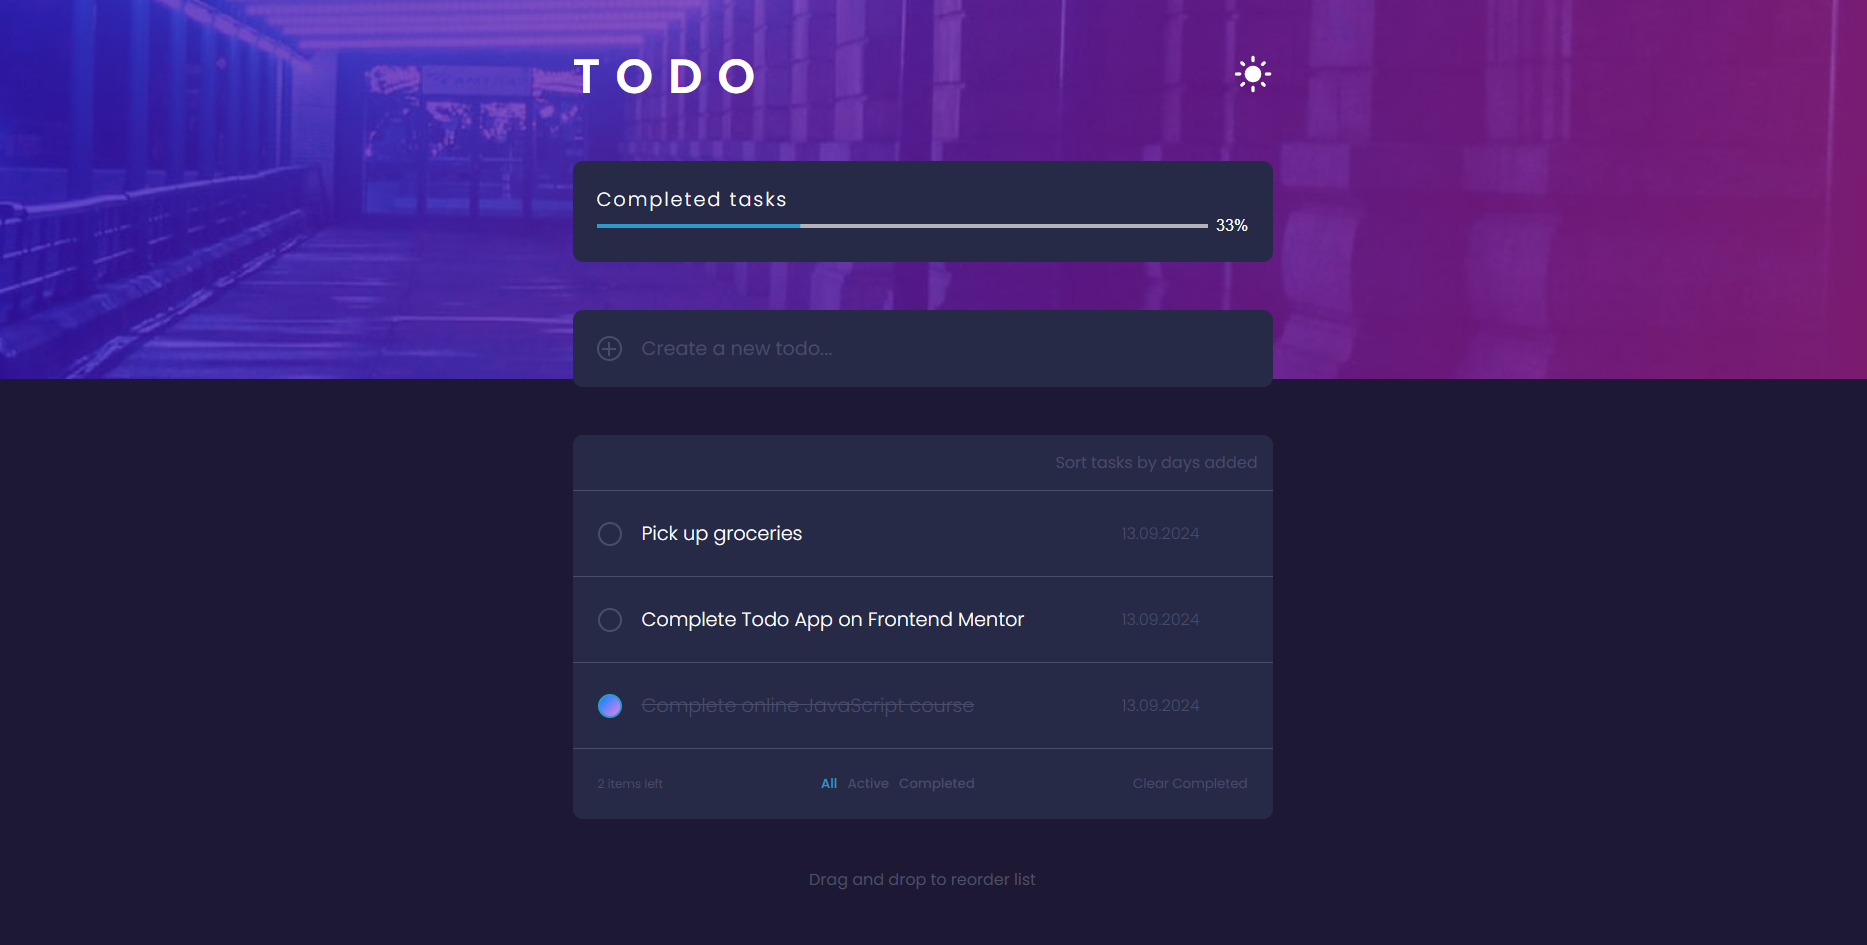 TODO
Completed tasks
33%
Create a new todo...
Sort tasks by days added
Pick up groceries 13.09.2024
Complete Todo App on Frontend Mentor 13.09.2024
Complete online JavaScript course 13.09.2024
2 items left All Active Completed Clear Completed
Drag and drop to reorder list